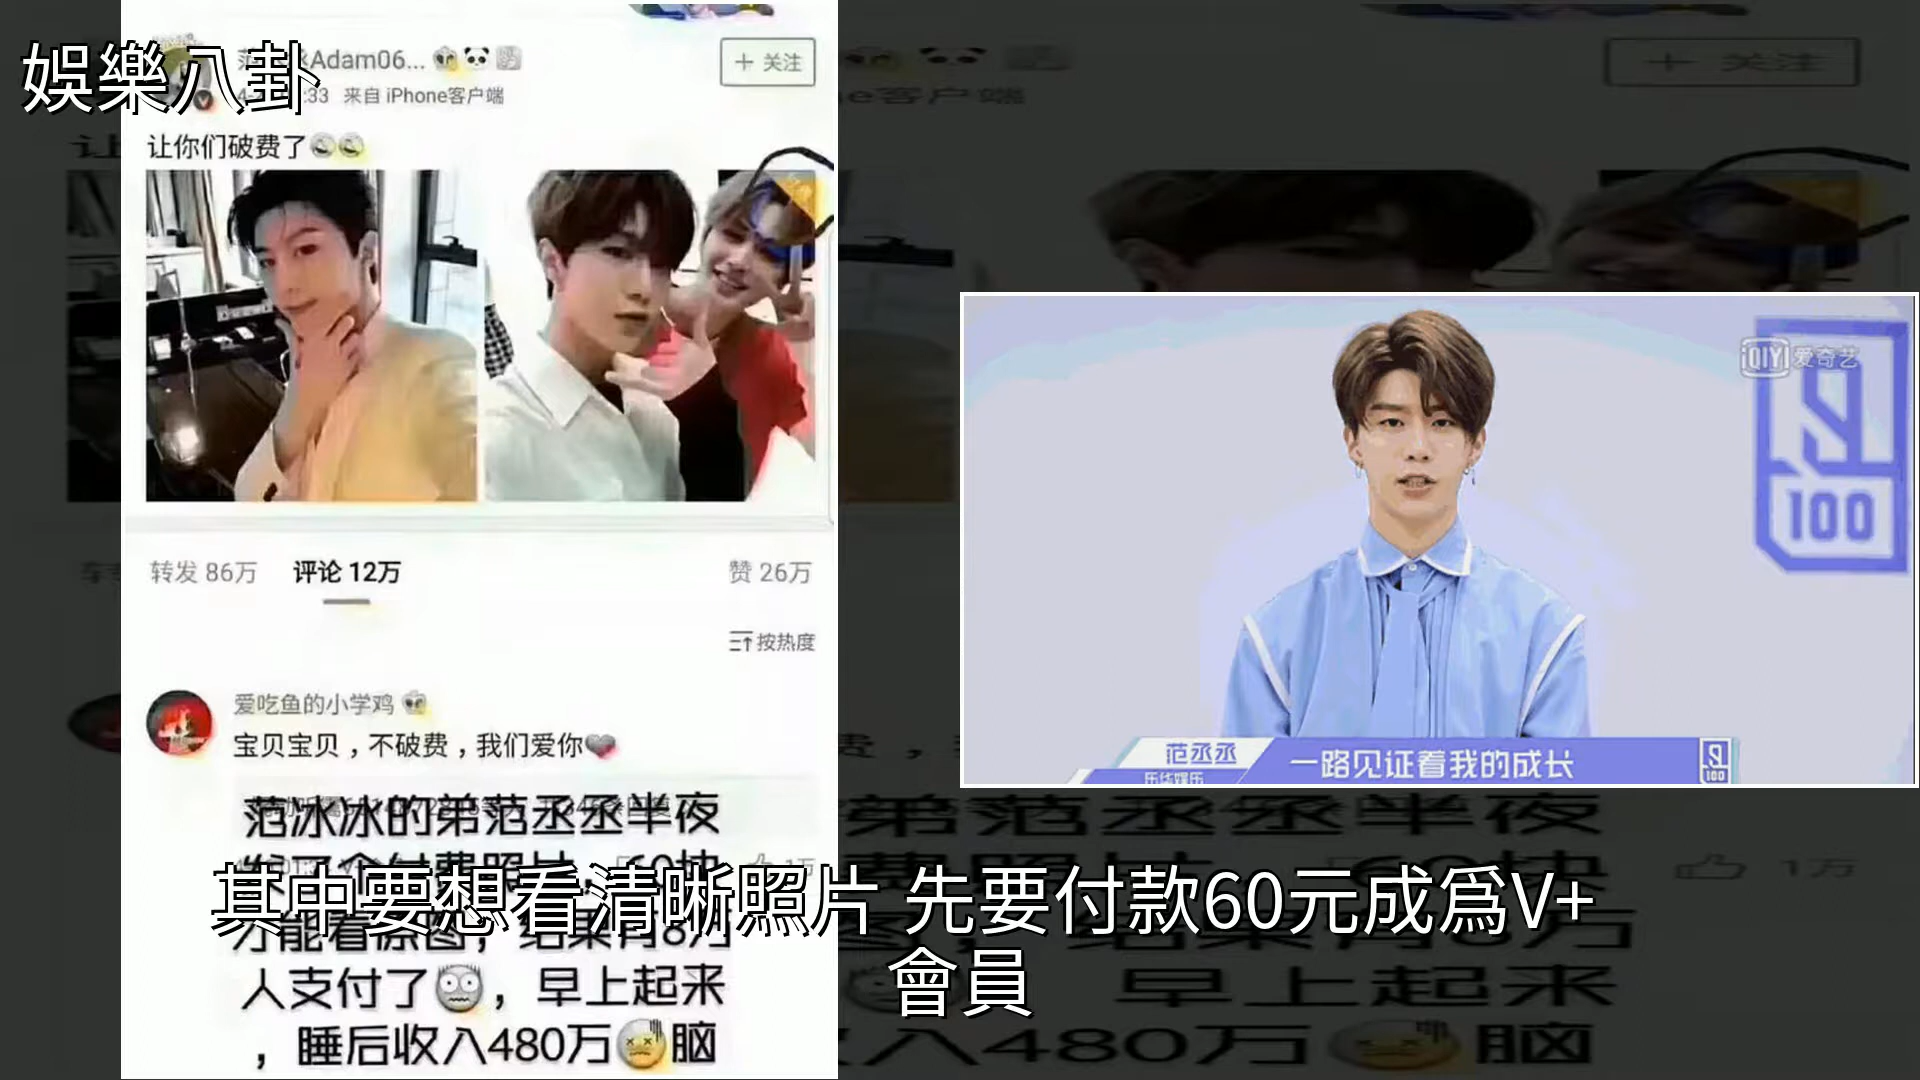 娛樂八卦
Adam06...
+ 关注
:33 来自 iPhone客户端
让你们破费了
转发 86万 评论 12万 赞 26万
按热度
爱吃鱼的小学鸡
宝贝宝贝，不破费，我们爱你
iQIYI 爱奇艺
100
范丞丞
乐华娱乐
一路见证着我的成长
100
范冰冰的弟范丞丞半夜
其中要想看清晰照片 先要付款60元成爲V+
會員
人支付了，早上起来
，睡后收入480万脑